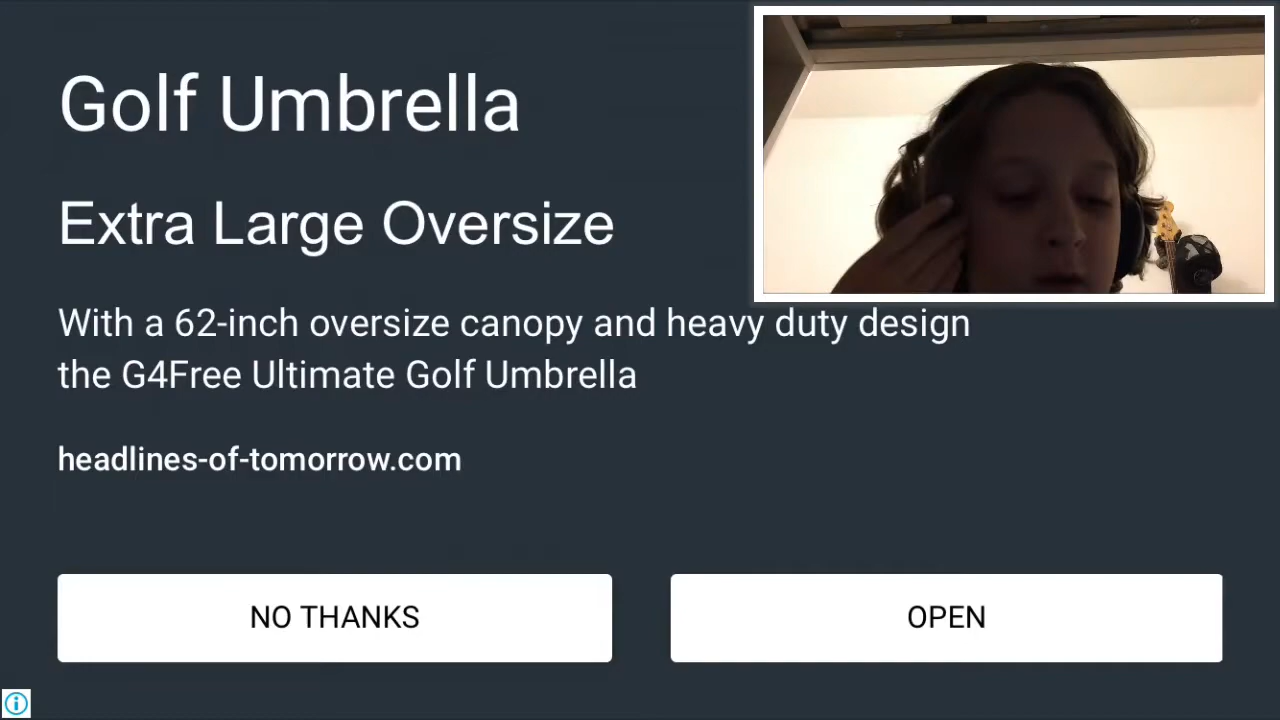 Golf Umbrella
Extra Large Oversize
With a 62-inch oversize canopy and heavy duty design
the G4Free Ultimate Golf Umbrella
headlines-of-tomorrow.com
NO THANKS
OPEN